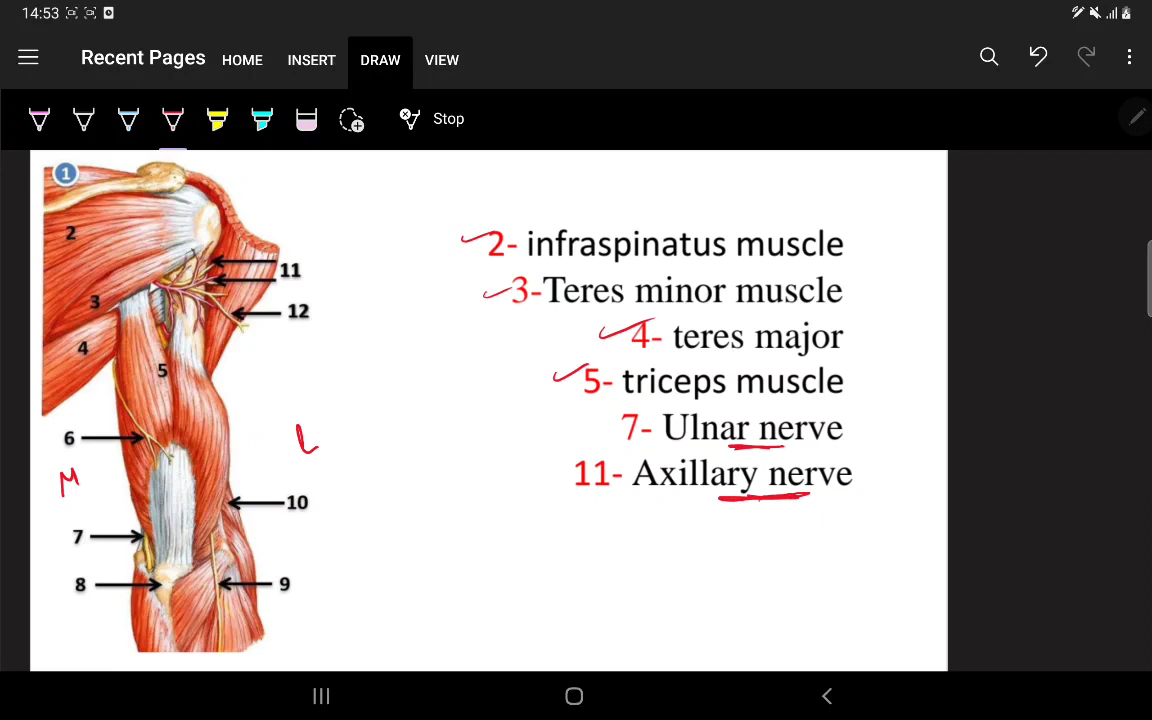 14:53
Recent Pages HOME INSERT DRAW VIEW
Stop
1
2
3
4
5
6
7
8
11
12
10
9
M
L
2- infraspinatus muscle
3-Teres minor muscle
4- teres major
5- triceps muscle
7- Ulnar nerve
11- Axillary nerve